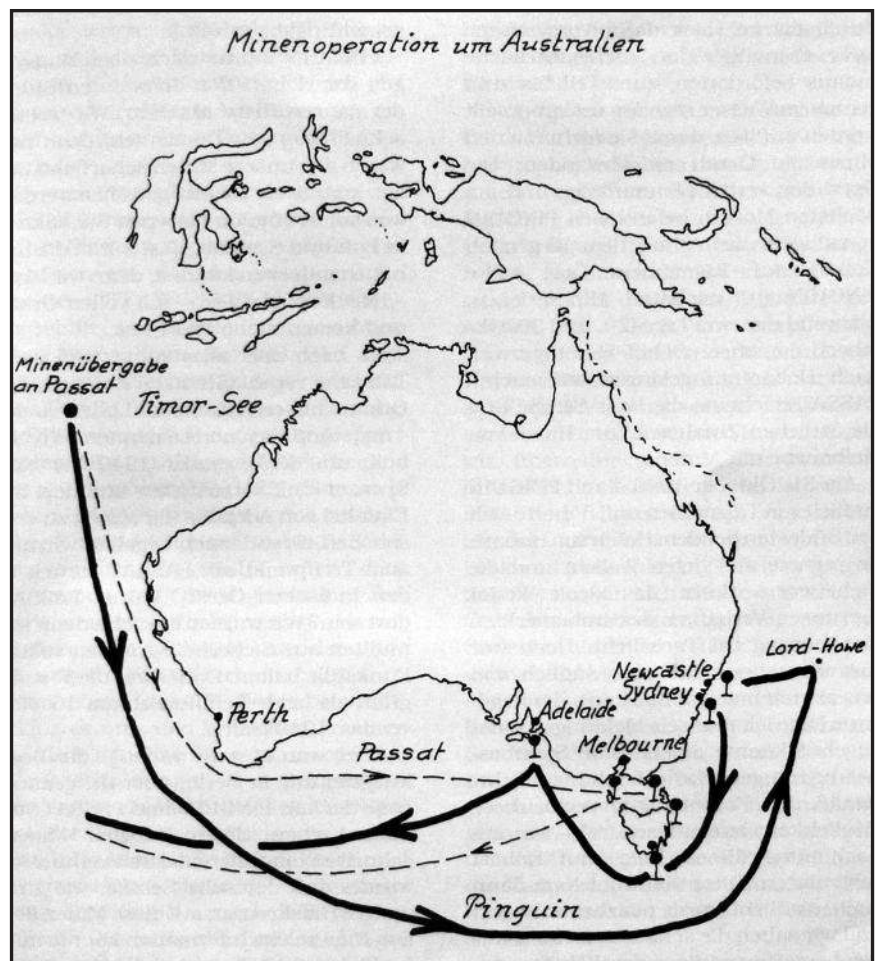 Minenoperation um Australien
Minenübergabe
an Passat
Timor-See
Lord-Howe
Newcastle
Sydney
Adelaide
Perth
Melbourne
Passat
Pinguin